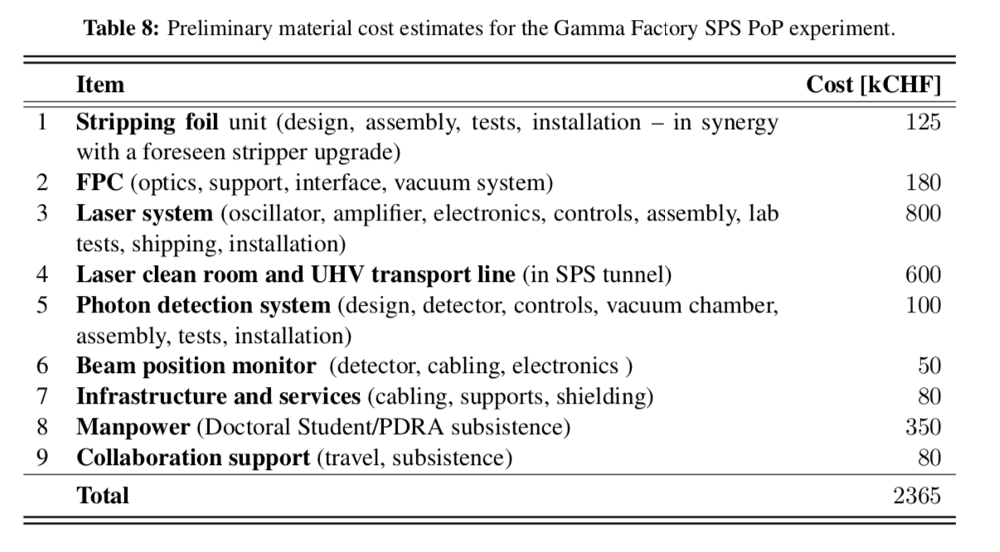 Table 8: Preliminary material cost estimates for the Gamma Factory SPS PoP experiment.
Item Cost [kCHF]
1 Stripping foil unit (design, assembly, tests, installation – in synergy 125
with a foreseen stripper upgrade)
2 FPC (optics, support, interface, vacuum system) 180
3 Laser system (oscillator, amplifier, electronics, controls, assembly, lab 800
tests, shipping, installation)
4 Laser clean room and UHV transport line (in SPS tunnel) 600
5 Photon detection system (design, detector, controls, vacuum chamber, 100
assembly, tests, installation)
6 Beam position monitor (detector, cabling, electronics ) 50
7 Infrastructure and services (cabling, supports, shielding) 80
8 Manpower (Doctoral Student/PDRA subsistence) 350
9 Collaboration support (travel, subsistence) 80
Total 2365